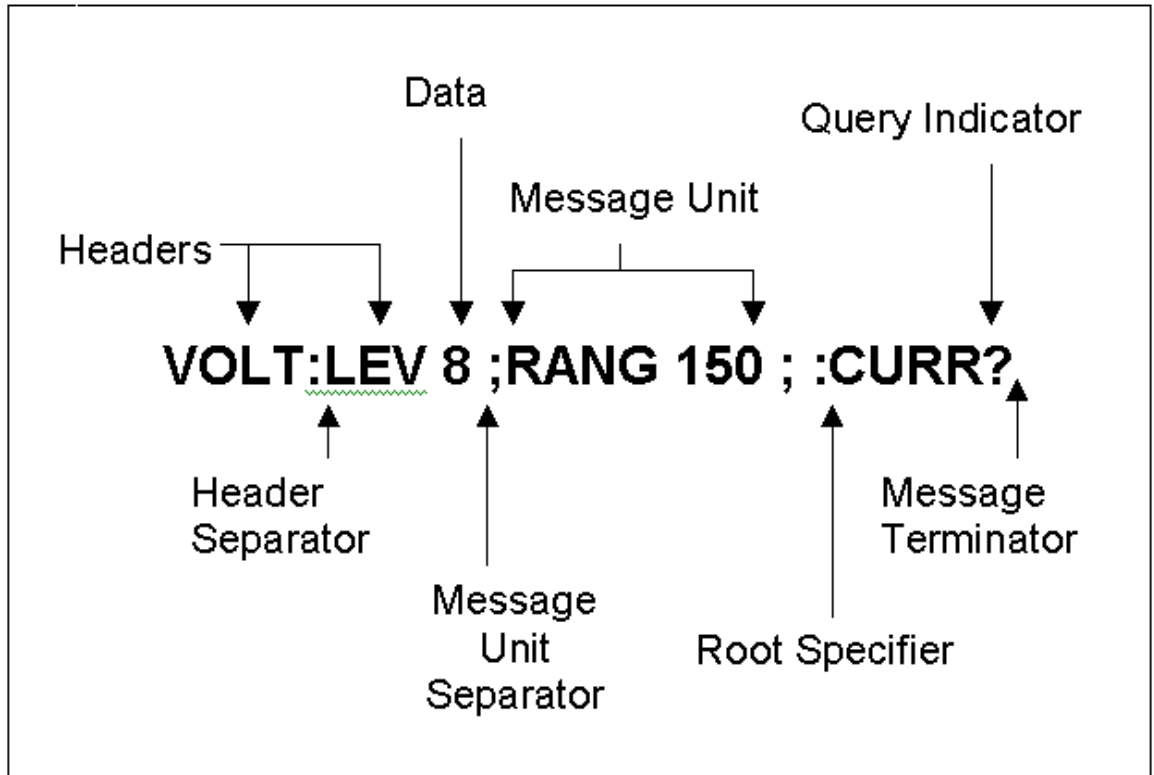 Data
Query Indicator
Message Unit
Headers
VOLT:LEV 8 ;RANG 150 ; :CURR?
Header
Separator
Message
Terminator
Message
Unit
Separator
Root Specifier